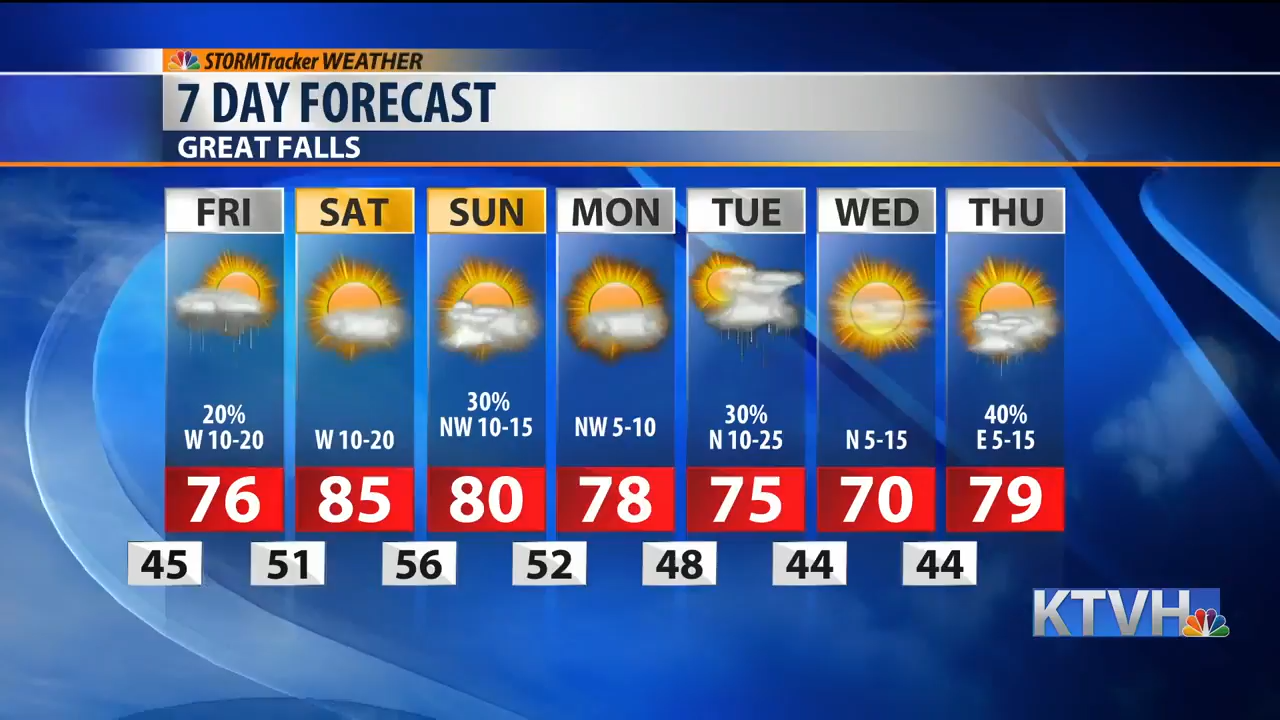 STORMTracker WEATHER
7 DAY FORECAST
GREAT FALLS
FRI SAT SUN MON TUE WED THU
20% 30% 30% 40%
W 10-20 W 10-20 NW 10-15 NW 5-10 N 10-25 N 5-15 E 5-15
76 85 80 78 75 70 79
45 51 56 52 48 44 44
KTVH